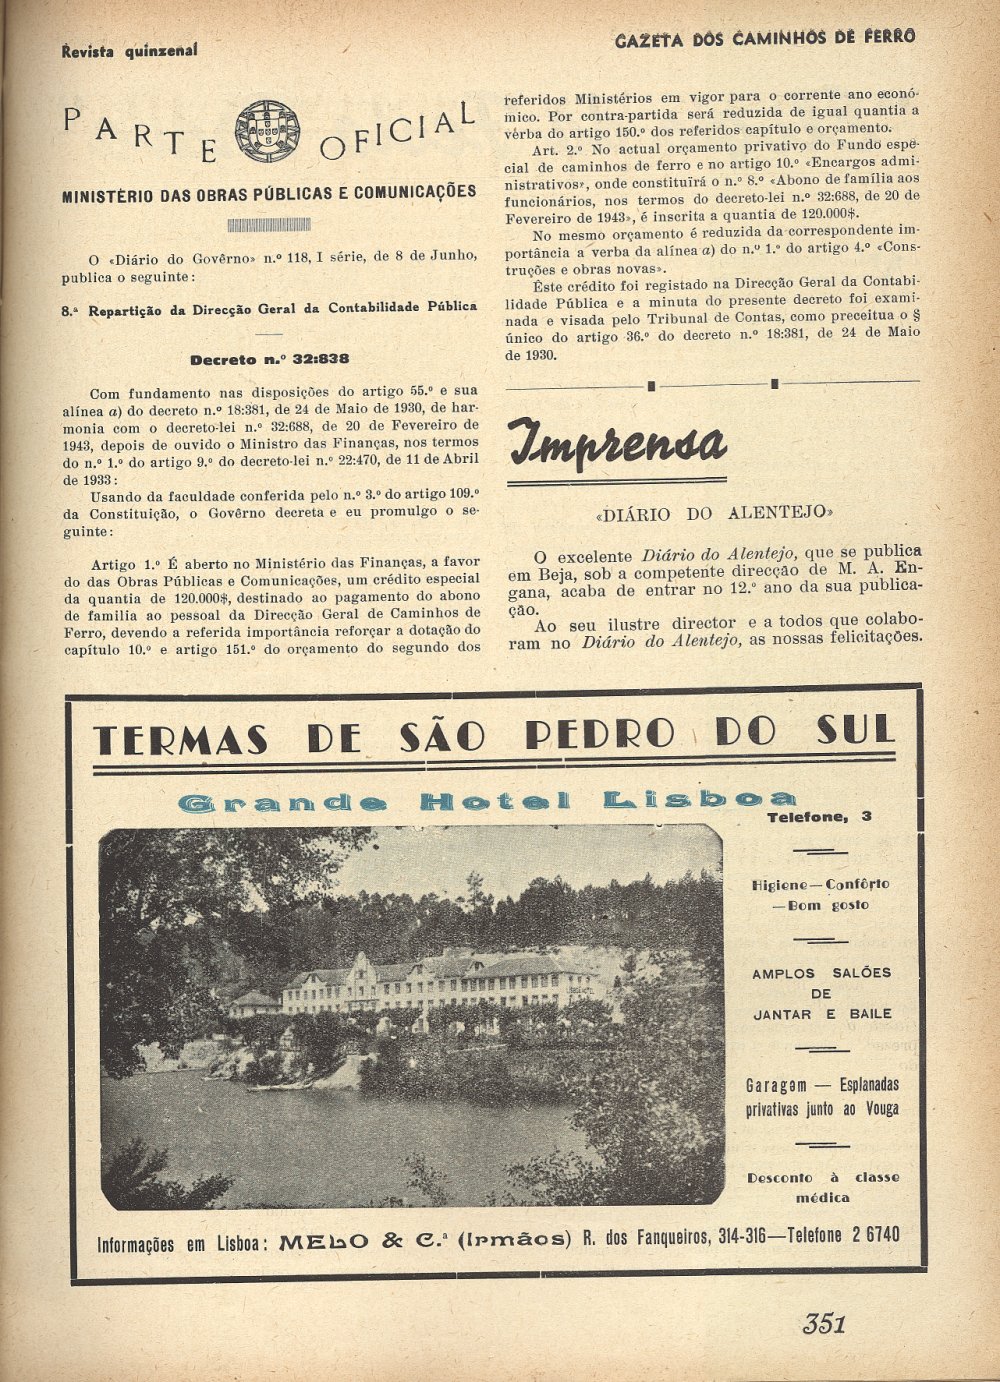 Revista quinzenal
GAZETA DOS CAMINHOS DE FERRO
PARTE OFICIAL
MINISTÉRIO DAS OBRAS PÚBLICAS E COMUNICAÇÕES
O «Diário do Govêrno» n.º 118, I série, de 8 de Junho,
publica o seguinte:
8.ª Repartição da Direcção Geral da Contabilidade Pública
Decreto n.º 32:838
Com fundamento nas disposições do artigo 55.º e sua
alínea a) do decreto n.º 18:381, de 24 de Maio de 1930, de har-
monia com o decreto-lei n.º 32:688, de 20 de Fevereiro de
1943, depois de ouvido o Ministro das Finanças, nos termos
do n.º 1.º do artigo 9.º do decreto-lei n.º 22:470, de 11 de Abril
de 1933:
Usando da faculdade conferida pelo n.º 3.º do artigo 109.º
da Constituição, o Govêrno decreta e eu promulgo o se-
guinte:
Artigo 1.º É aberto no Ministério das Finanças, a favor
do das Obras Públicas e Comunicações, um crédito especial
da quantia de 120.000$, destinado ao pagamento do abono
de familia ao pessoal da Direcção Geral de Caminhos de
Ferro, devendo a referida importância reforçar a dotação do
capítulo 10.º e artigo 151.º do orçamento do segundo dos
referidos Ministérios em vigor para o corrente ano econó-
mico. Por contra-partida será reduzida de igual quantia a
vérba do artigo 150.º dos referidos capítulo e orçamento.
Art. 2.º No actual orçamento privativo do Fundo espe-
cial de caminhos de ferro e no artigo 10.º «Encargos admi-
nistrativos», onde constituïrá o n.º 8.º «Abono de família aos
funcionários, nos termos do decreto-lei n.º 32:688, de 20 de
Fevereiro de 1943», é inscrita a quantia de 120.000$.
No mesmo orçamento é reduzida da correspondente im-
portância a verba da alínea a) do n.º 1.º do artigo 4.º «Cons-
truções e obras novas».
Êste crédito foi registado na Direcção Geral da Contabi-
lidade Pública e a minuta do presente decreto foi exami-
nada e visada pelo Tribunal de Contas, como preceitua o §
único do artigo 36.º do decreto n.º 18:381, de 24 de Maio
de 1930.
Imprensa
«DIÁRIO DO ALENTEJO»
O excelente Diário do Alentejo, que se publica
em Beja, sob a competente direcção de M. A. En-
gana, acaba de entrar no 12.º ano da sua publica-
ção.
Ao seu ilustre director e a todos que colabo-
ram no Diário do Alentejo, as nossas felicitações.
TERMAS DE SÃO PEDRO DO SUL
Grande Hotel Lisboa
Telefone, 3
Higiene—Confôrto
—Bom gosto
AMPLOS SALÕES
DE
JANTAR E BAILE
Garagem — Esplanadas
privativas junto ao Vouga
Desconto à classe
médica
Informações em Lisboa: MELO & C.ª (Irmãos) R. dos Fanqueiros, 314-316—Telefone 2 6740
351